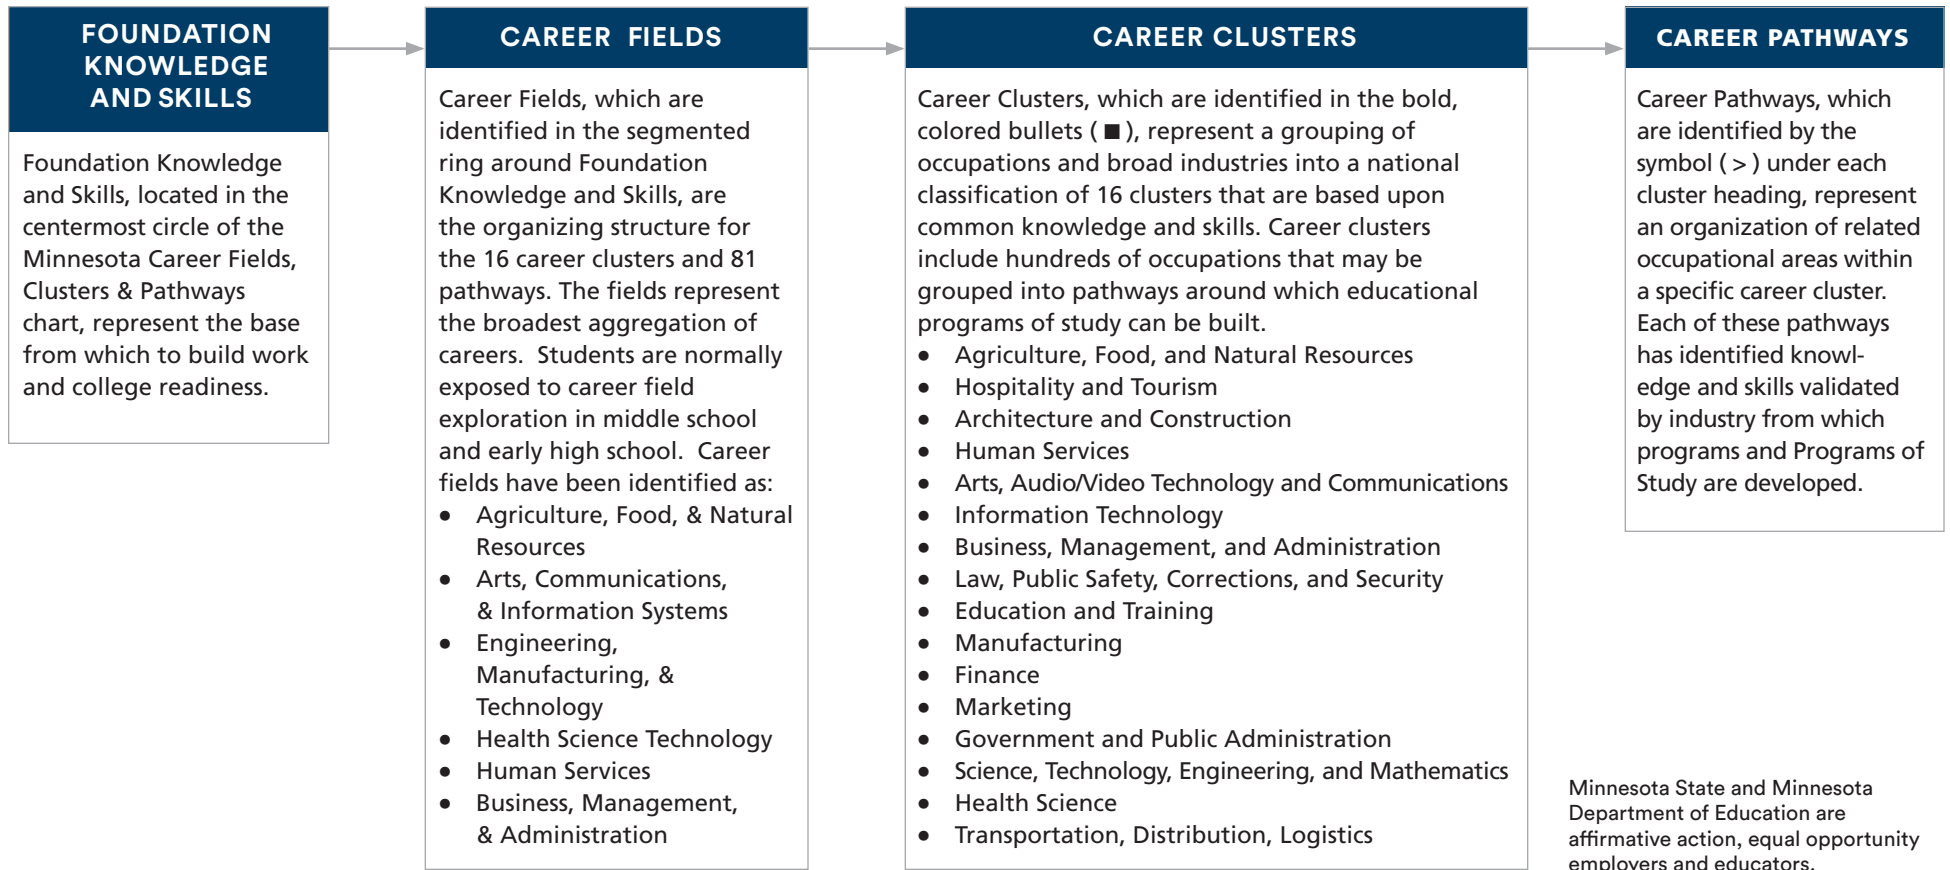 FOUNDATION
KNOWLEDGE
AND SKILLS
Foundation Knowledge
and Skills, located in the
centermost circle of the
Minnesota Career Fields,
Clusters & Pathways
chart, represent the base
from which to build work
and college readiness.
CAREER FIELDS
Career Fields, which are
identified in the segmented
ring around Foundation
Knowledge and Skills, are
the organizing structure for
the 16 career clusters and 81
pathways. The fields represent
the broadest aggregation of
careers. Students are normally
exposed to career field
exploration in middle school
and early high school. Career
fields have been identified as:
• Agriculture, Food, & Natural
Resources
• Arts, Communications,
& Information Systems
• Engineering,
Manufacturing, &
Technology
• Health Science Technology
• Human Services
• Business, Management,
& Administration
CAREER CLUSTERS
Career Clusters, which are identified in the bold,
colored bullets ( ■ ), represent a grouping of
occupations and broad industries into a national
classification of 16 clusters that are based upon
common knowledge and skills. Career clusters
include hundreds of occupations that may be
grouped into pathways around which educational
programs of study can be built.
• Agriculture, Food, and Natural Resources
• Hospitality and Tourism
• Architecture and Construction
• Human Services
• Arts, Audio/Video Technology and Communications
• Information Technology
• Business, Management, and Administration
• Law, Public Safety, Corrections, and Security
• Education and Training
• Manufacturing
• Finance
• Marketing
• Government and Public Administration
• Science, Technology, Engineering, and Mathematics
• Health Science
• Transportation, Distribution, Logistics
CAREER PATHWAYS
Career Pathways, which
are identified by the
symbol ( > ) under each
cluster heading, represent
an organization of related
occupational areas within
a specific career cluster.
Each of these pathways
has identified knowl-
edge and skills validated
by industry from which
programs and Programs of
Study are developed.
Minnesota State and Minnesota
Department of Education are
affirmative action, equal opportunity
employers and educators.